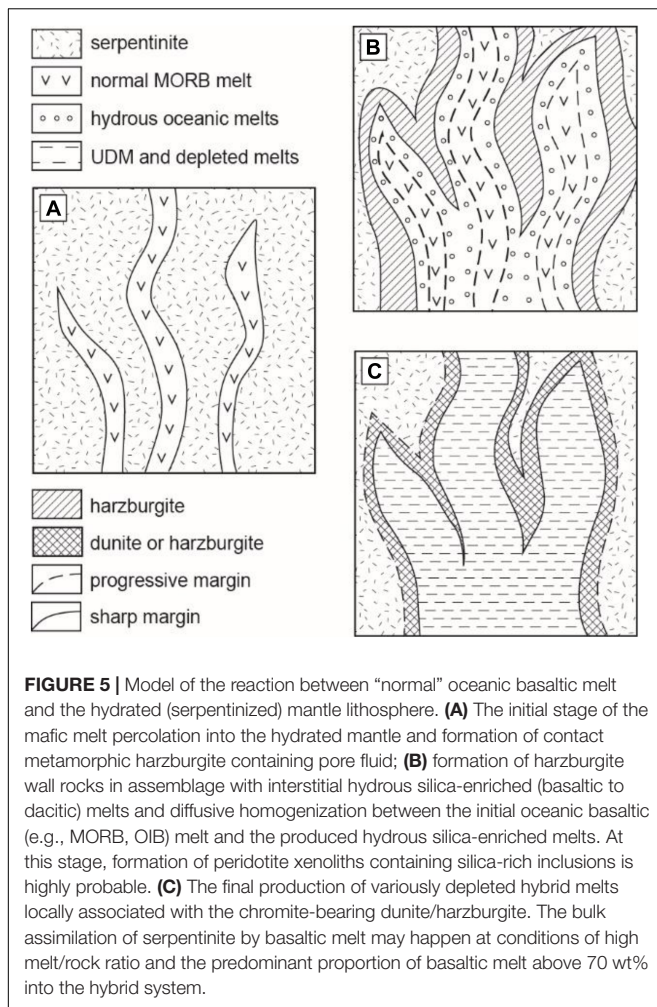 serpentinite
normal MORB melt
hydrous oceanic melts
UDM and depleted melts
A
B
C
harzburgite
dunite or harzburgite
progressive margin
sharp margin
FIGURE 5 | Model of the reaction between “normal” oceanic basaltic melt
and the hydrated (serpentinized) mantle lithosphere. (A) The initial stage of the
mafic melt percolation into the hydrated mantle and formation of contact
metamorphic harzburgite containing pore fluid; (B) formation of harzburgite
wall rocks in assemblage with interstitial hydrous silica-enriched (basaltic to
dacitic) melts and diffusive homogenization between the initial oceanic basaltic
(e.g., MORB, OIB) melt and the produced hydrous silica-enriched melts. At
this stage, formation of peridotite xenoliths containing silica-rich inclusions is
highly probable. (C) The final production of variously depleted hybrid melts
locally associated with the chromite-bearing dunite/harzburgite. The bulk
assimilation of serpentinite by basaltic melt may happen at conditions of high
melt/rock ratio and the predominant proportion of basaltic melt above 70 wt%
into the hybrid system.